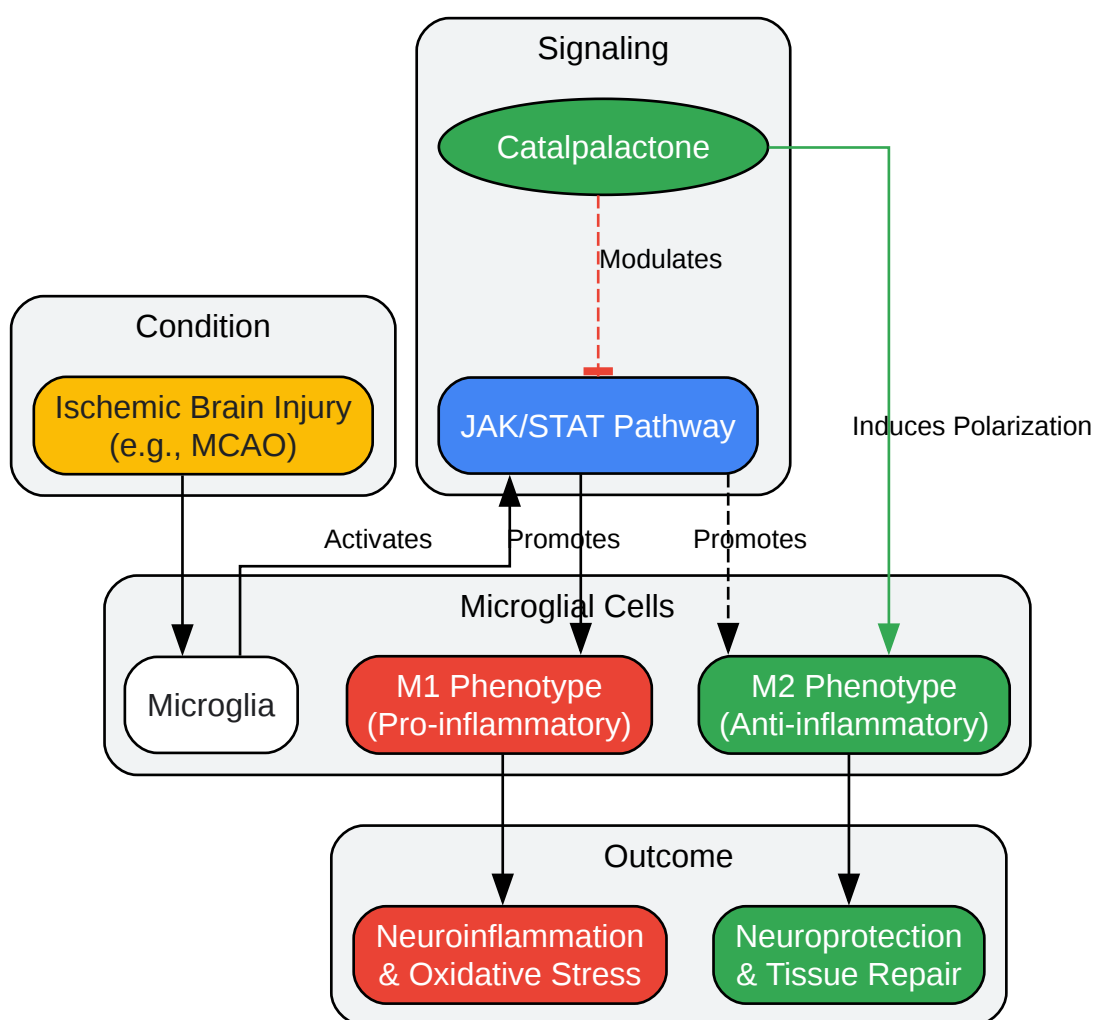 Signaling
Catalpalactone
Modulates
Condition
Ischemic Brain Injury
(e.g., MCAO)
JAK/STAT Pathway
Induces Polarization
Activates
Promotes
Promotes
Microglial Cells
Microglia
M1 Phenotype
(Pro-inflammatory)
M2 Phenotype
(Anti-inflammatory)
Outcome
Neuroinflammation
& Oxidative Stress
Neuroprotection
& Tissue Repair